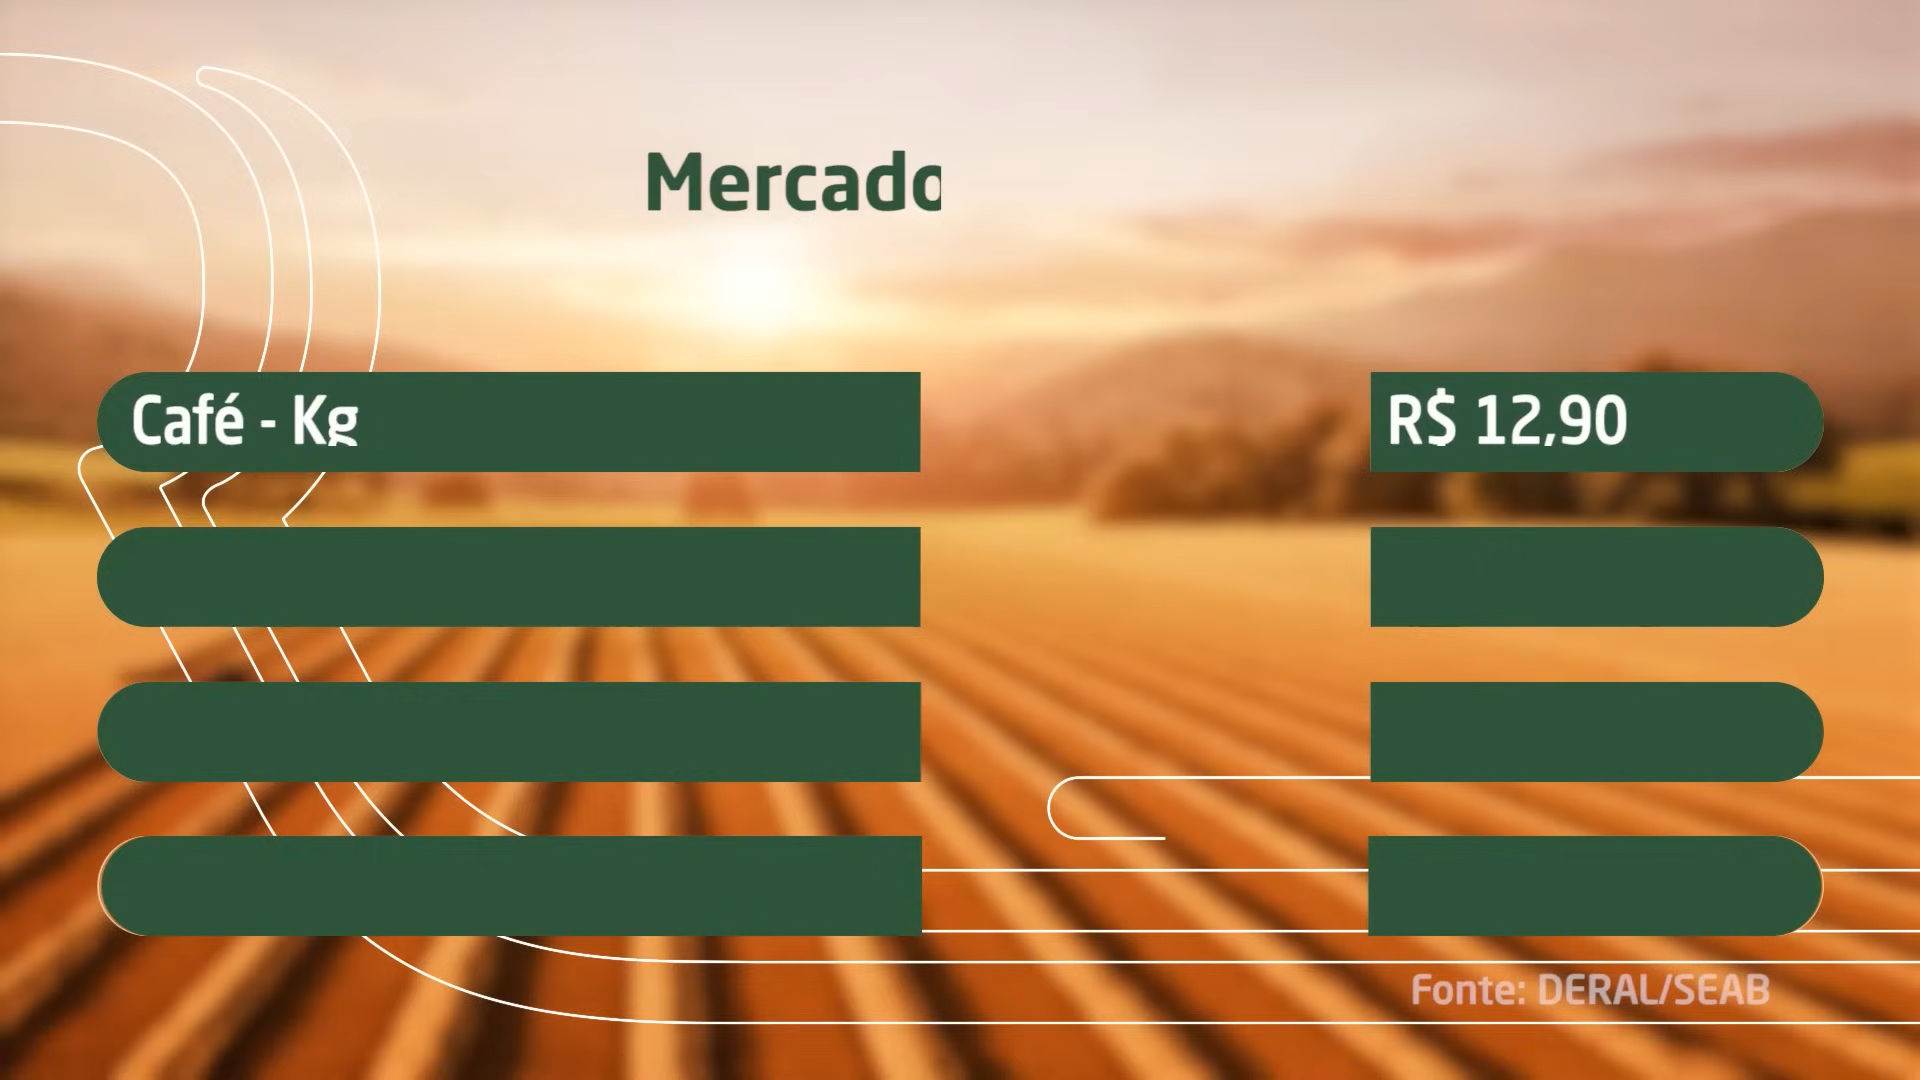 Mercado
Café - Kg
R$ 12,90
Fonte: DERAL/SEAB